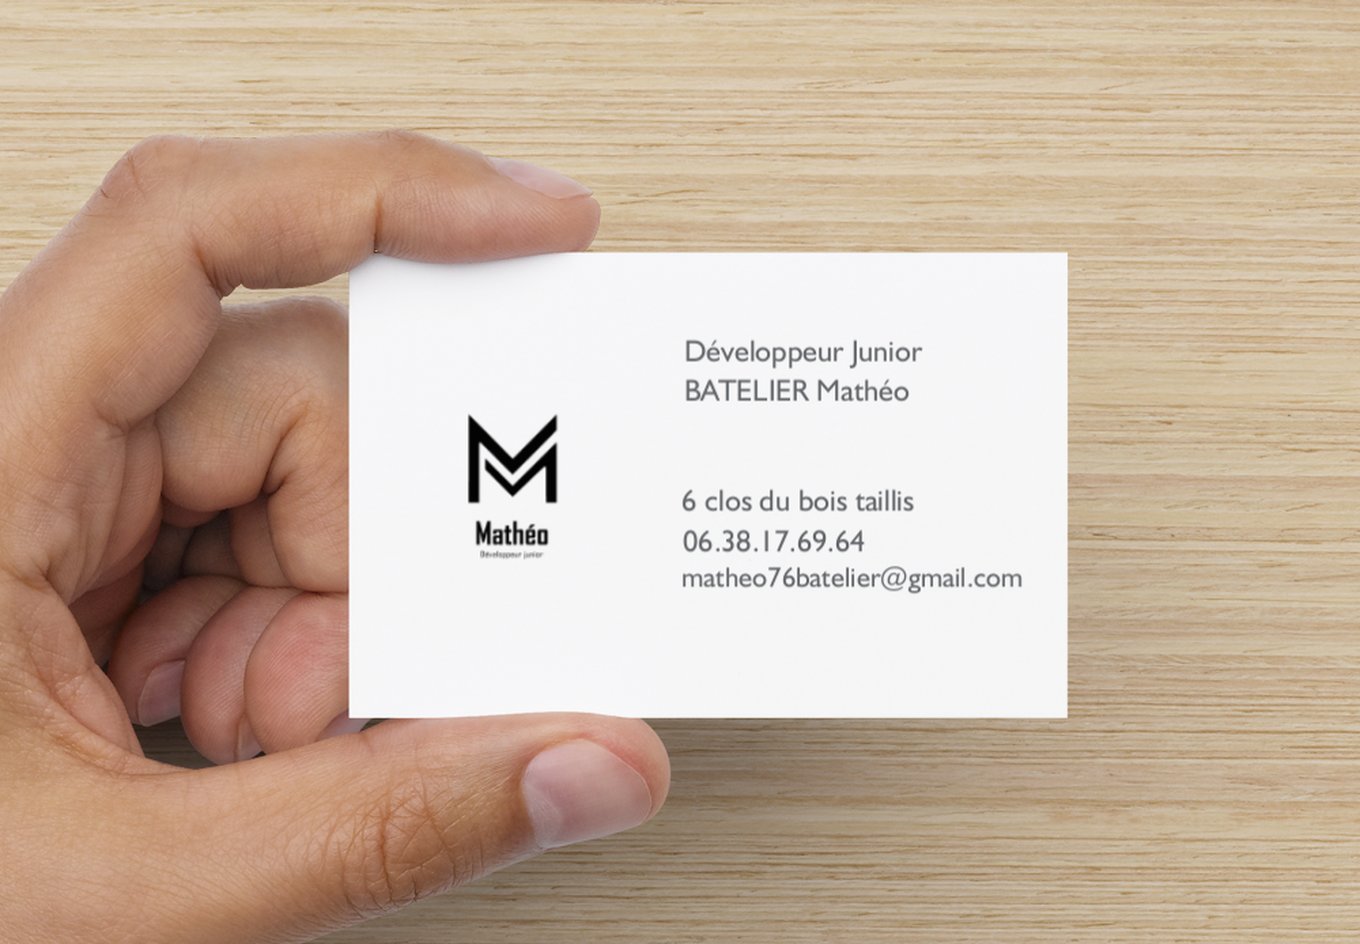 Développeur Junior
BATELIER Mathéo
6 clos du bois taillis
06.38.17.69.64
matheo76batelier@gmail.com
Mathéo
Développeur junior